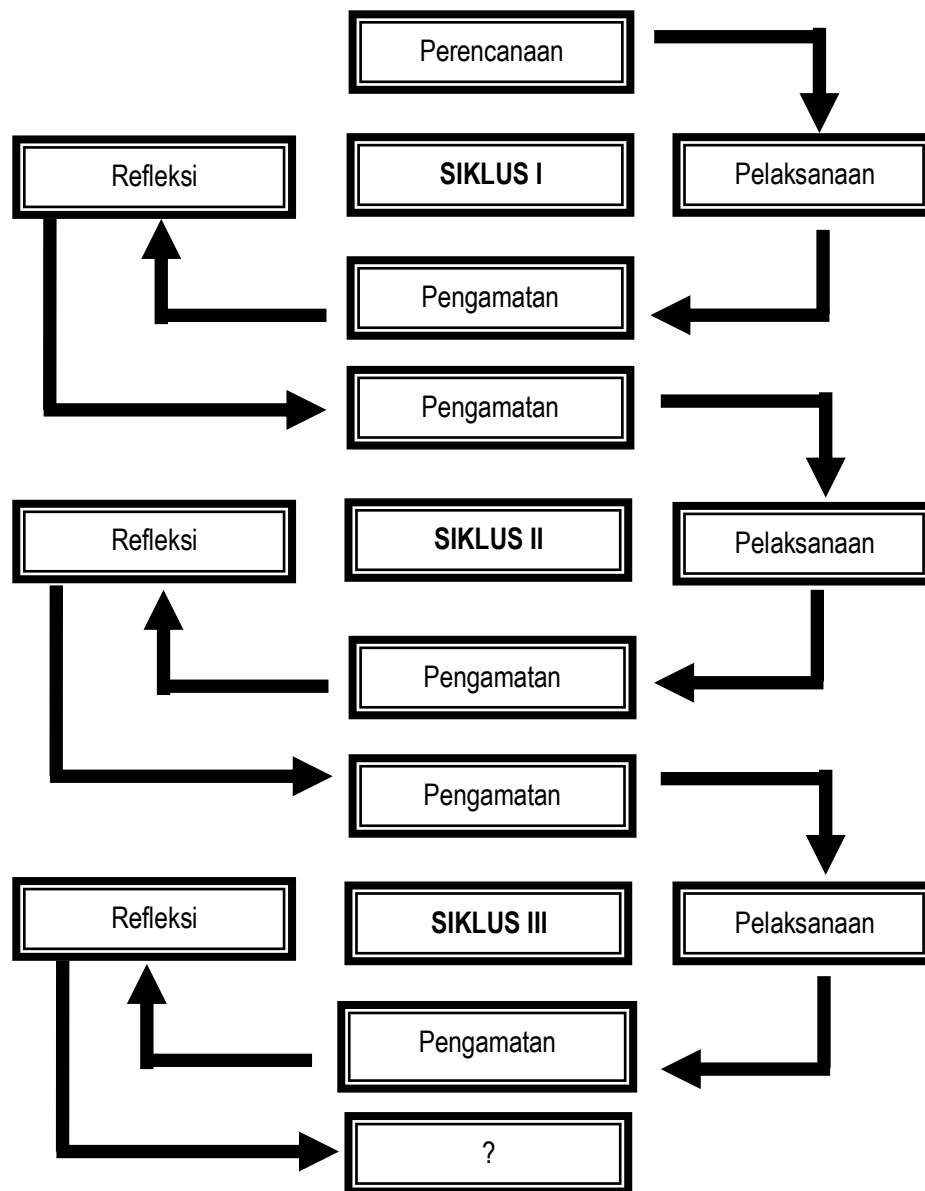 Perencanaan
Refleksi
SIKLUS I
Pelaksanaan
Pengamatan
Pengamatan
Refleksi
SIKLUS II
Pelaksanaan
Pengamatan
Pengamatan
Refleksi
SIKLUS III
Pelaksanaan
Pengamatan
?